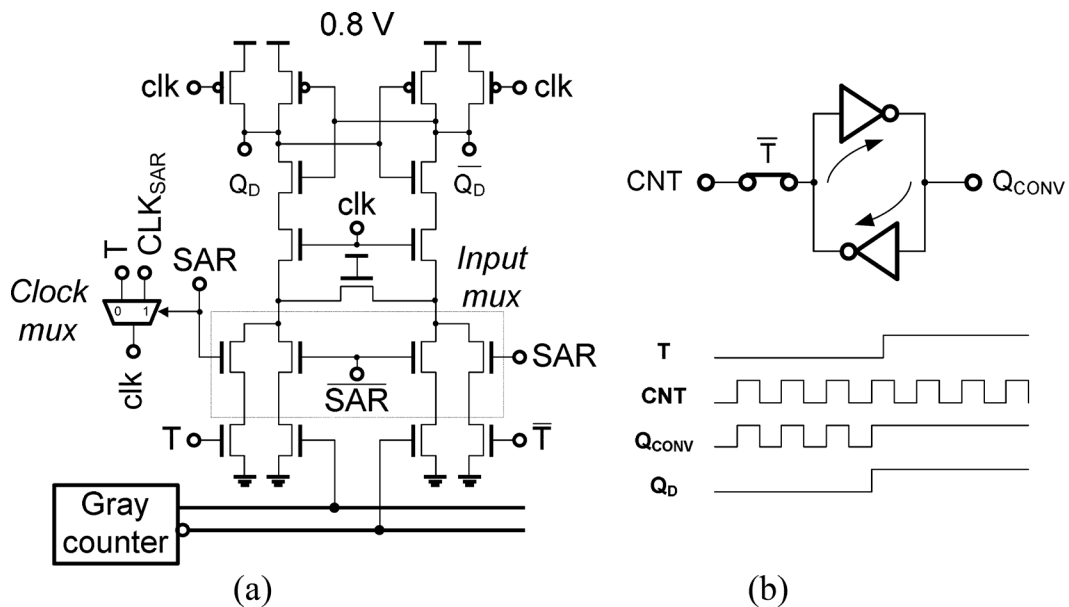 (a)
(b)
0.8 V
clk
clk
Q_D
Q̅_D
clk
T
CLK_SAR
SAR
Clock
mux
0
1
clk
Input
mux
SAR
S̅A̅R̅
T
T̅
Gray
counter
(a)
T̅
CNT
Q_CONV
T
CNT
Q_CONV
Q_D
(b)